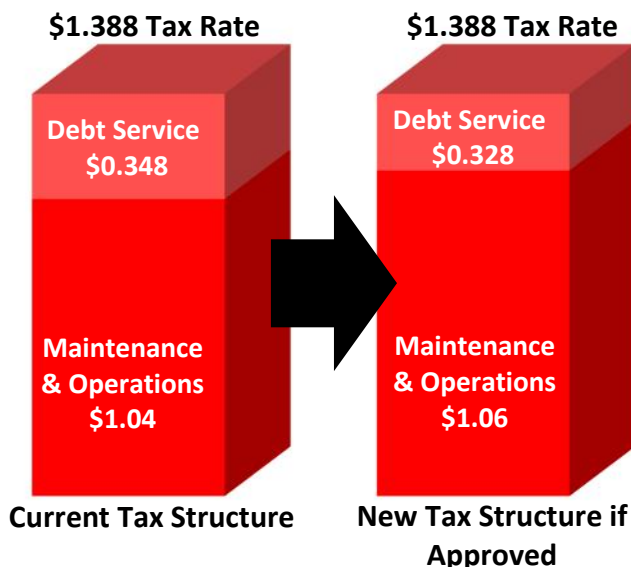 $1.388 Tax Rate
Debt Service
$0.348
Maintenance
& Operations
$1.04
Current Tax Structure
$1.388 Tax Rate
Debt Service
$0.328
Maintenance
& Operations
$1.06
New Tax Structure if
Approved